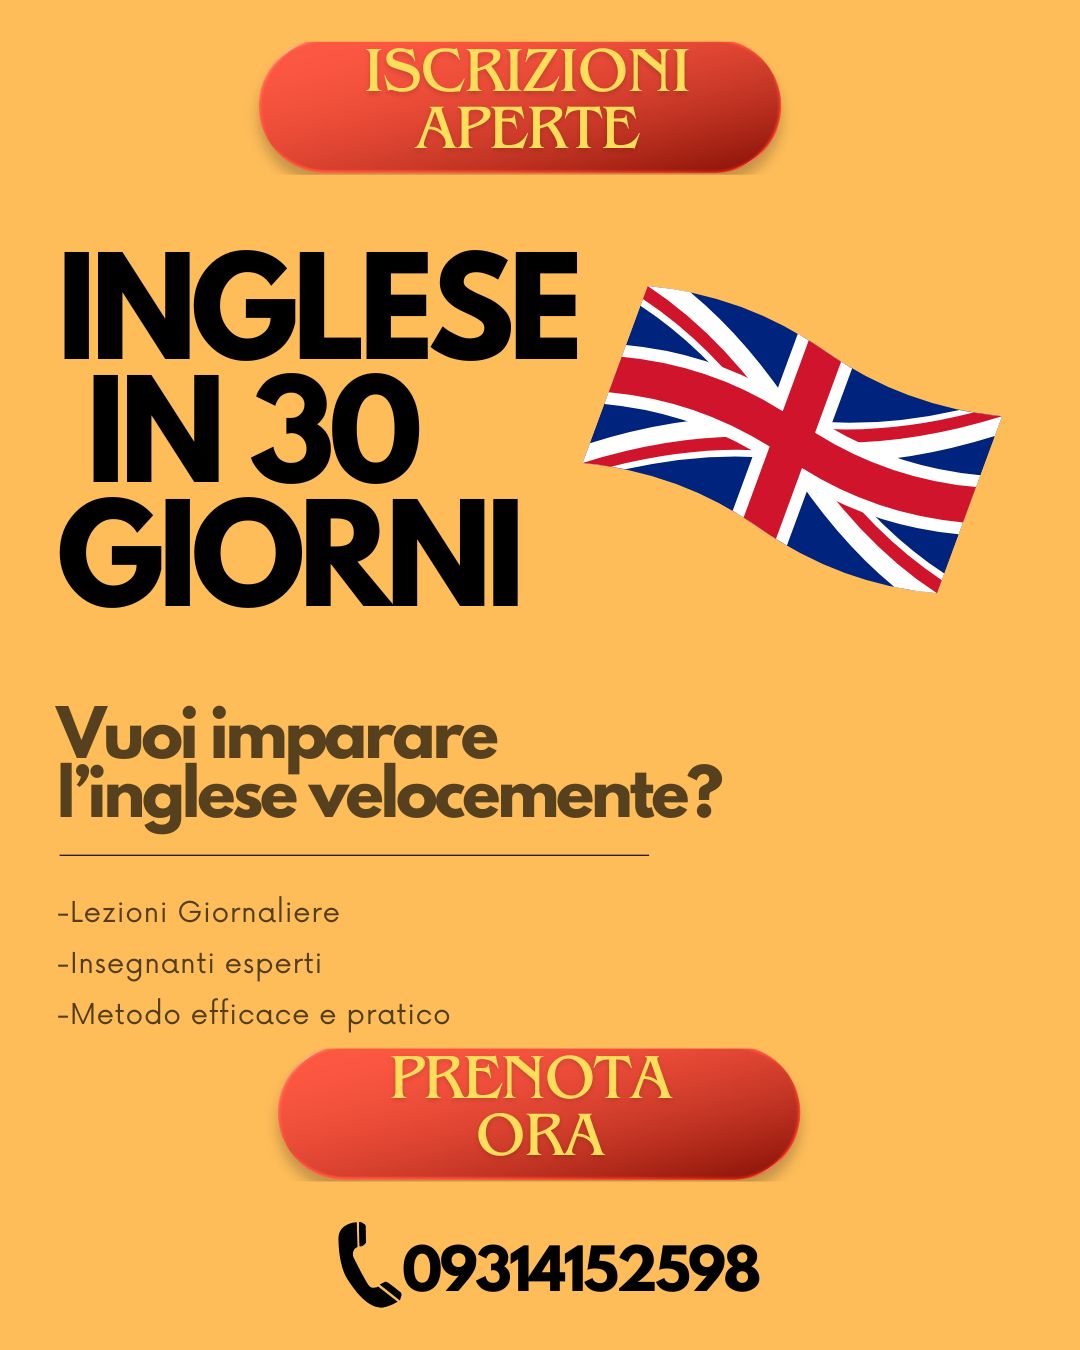 ISCRIZIONI
APERTE
INGLESE
IN 30
GIORNI
Vuoi imparare
l’inglese velocemente?
-Lezioni Giornaliere
-Insegnanti esperti
-Metodo efficace e pratico
PRENOTA
ORA
09314152598